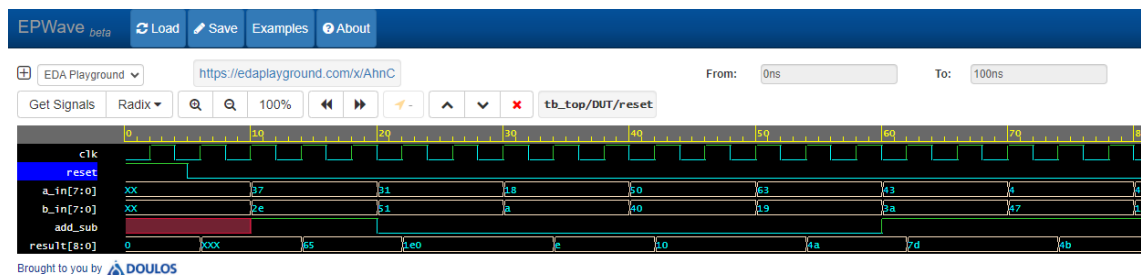 EPWave beta Load Save Examples About
EDA Playground https://edaplayground.com/x/AhnC From: 0ns To: 100ns
Get Signals Radix 100% - tb_top/DUT/reset
0 10 20 30 40 50 60 70 8
clk
reset
a_in[7:0] XX 37 31 18 50 63 43 4 4
b_in[7:0] XX 2e 51 a 40 19 3a 47 1
add_sub
result[8:0] 0 XXX 65 1e0 e 10 4a 7d 4b
Brought to you by DOULOS